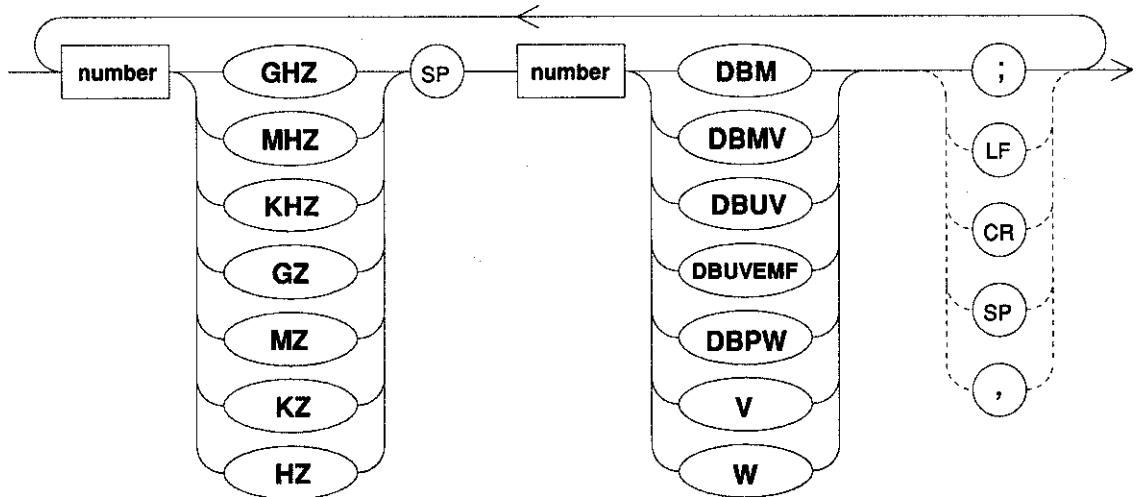 number GHZ SP number DBM ;
MHZ DBMV LF
KHZ DBUV CR
GZ DBUVEMF
MZ DBPW SP
KZ V ,
HZ W